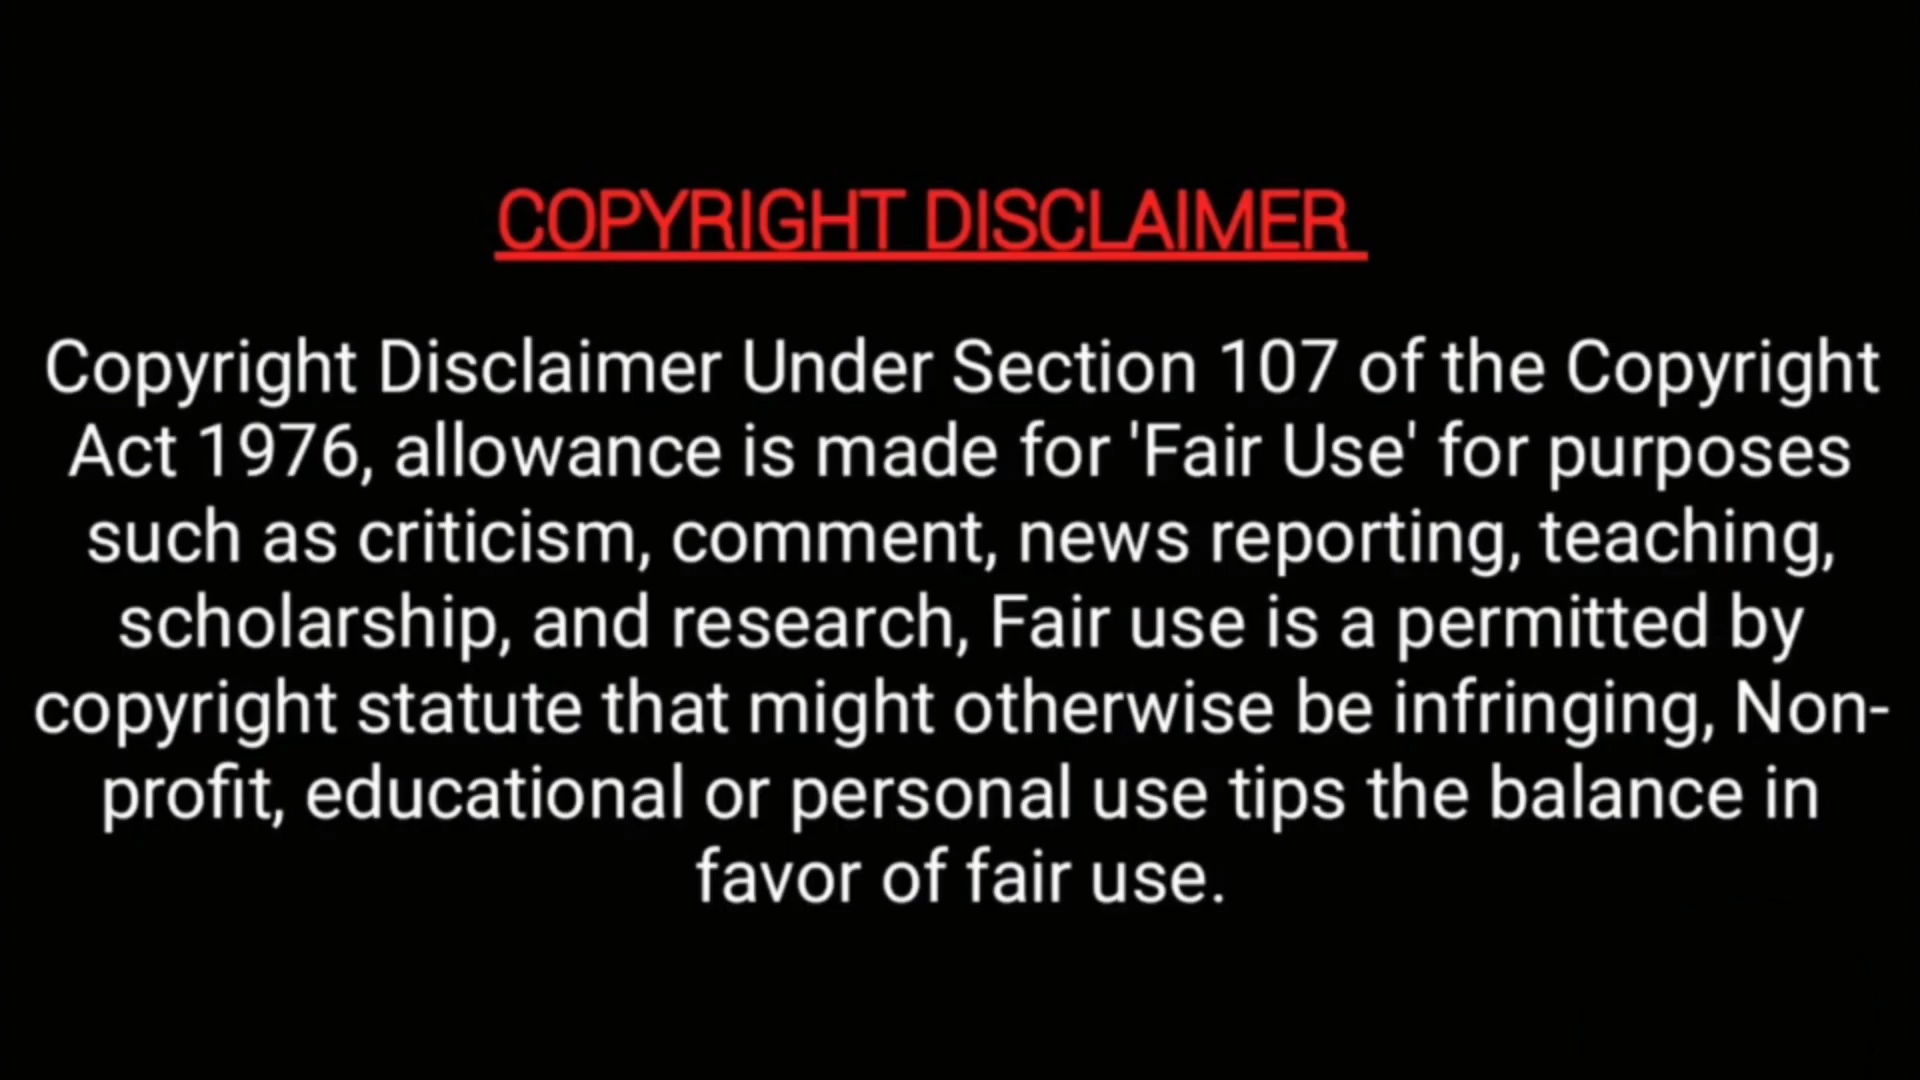 COPYRIGHT DISCLAIMER
Copyright Disclaimer Under Section 107 of the Copyright
Act 1976, allowance is made for 'Fair Use' for purposes
such as criticism, comment, news reporting, teaching,
scholarship, and research, Fair use is a permitted by
copyright statute that might otherwise be infringing, Non-
profit, educational or personal use tips the balance in
favor of fair use.